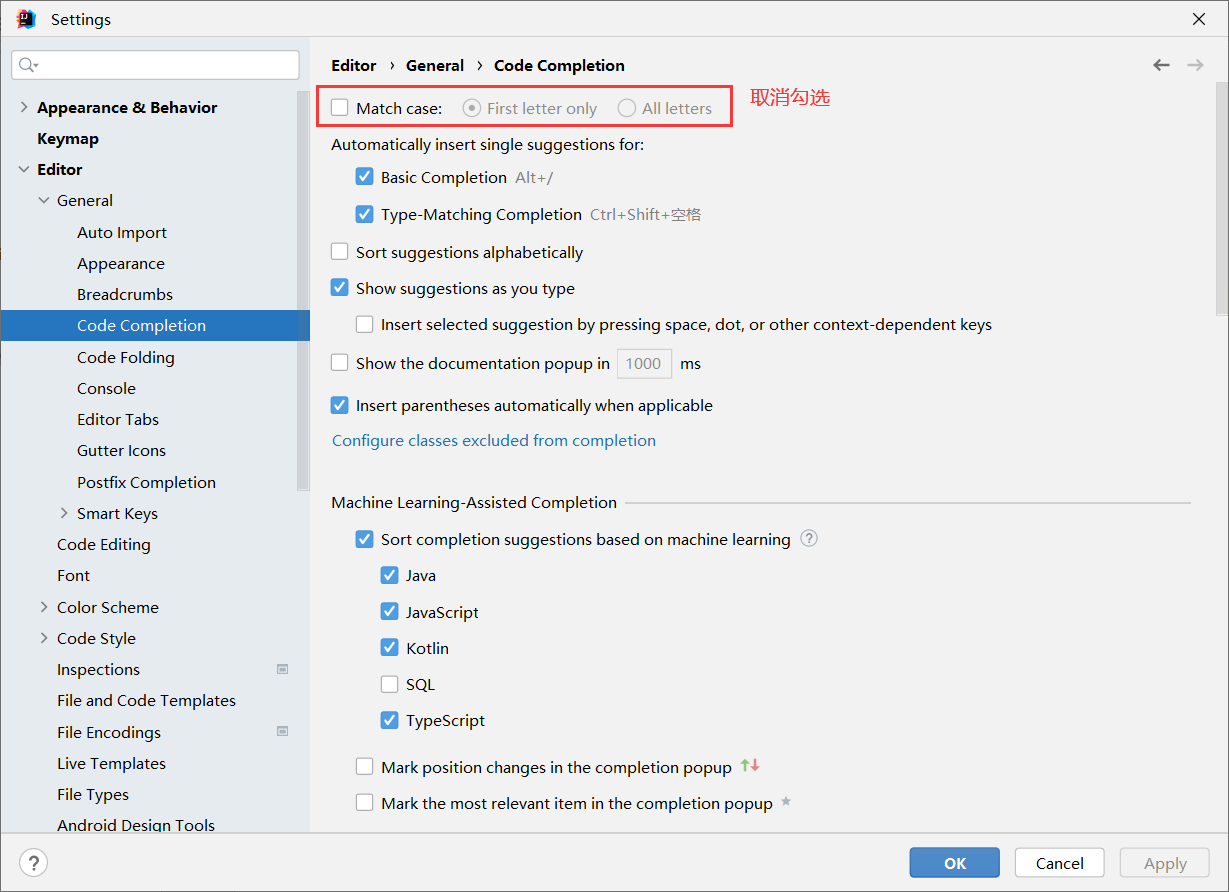 Settings
Appearance & Behavior
Keymap
Editor
General
Auto Import
Appearance
Breadcrumbs
Code Completion
Code Folding
Console
Editor Tabs
Gutter Icons
Postfix Completion
Smart Keys
Code Editing
Font
Color Scheme
Code Style
Inspections
File and Code Templates
File Encodings
Live Templates
File Types
Android Design Tools
Editor › General › Code Completion
Match case: First letter only All letters 取消勾选
Automatically insert single suggestions for:
Basic Completion Alt+/
Type-Matching Completion Ctrl+Shift+空格
Sort suggestions alphabetically
Show suggestions as you type
Insert selected suggestion by pressing space, dot, or other context-dependent keys
Show the documentation popup in 1000 ms
Insert parentheses automatically when applicable
Configure classes excluded from completion
Machine Learning-Assisted Completion
Sort completion suggestions based on machine learning ?
Java
JavaScript
Kotlin
SQL
TypeScript
Mark position changes in the completion popup
Mark the most relevant item in the completion popup
? OK Cancel Apply